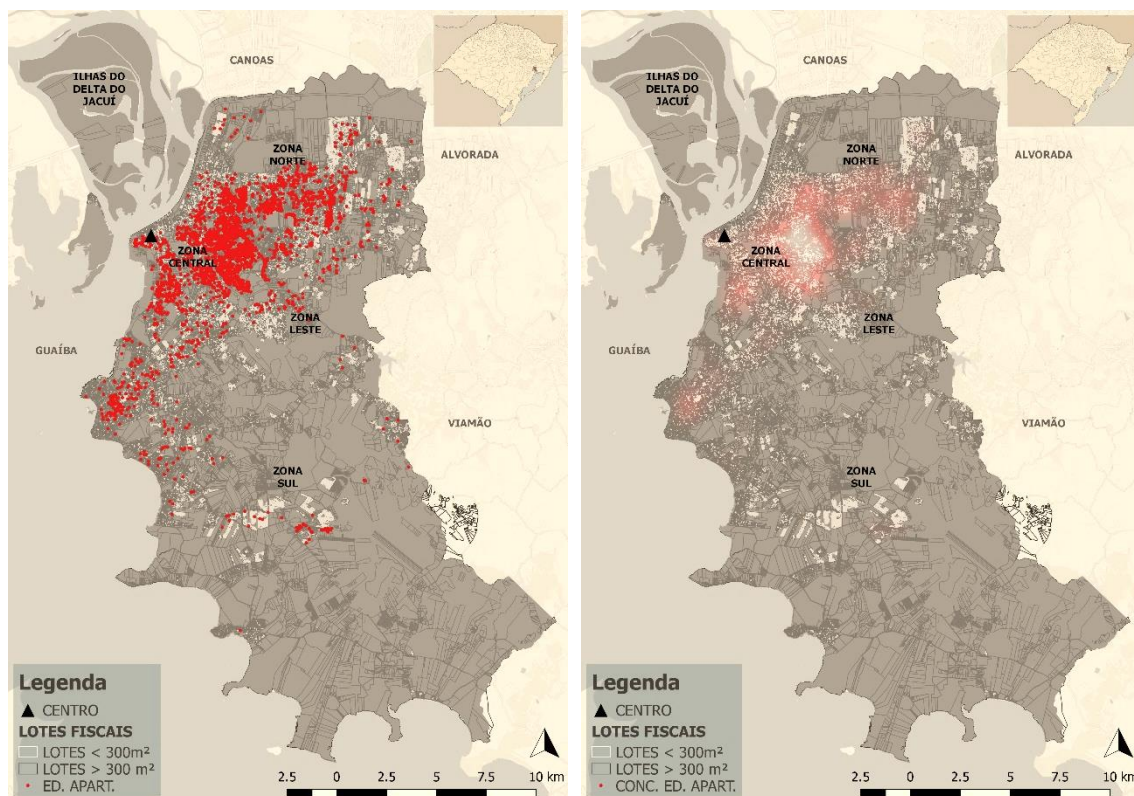 CANOAS
ILHAS DO
DELTA DO
JACUÍ
ZONA
NORTE
ALVORADA
ZONA
CENTRAL
ZONA
LESTE
GUAÍBA
VIAMÃO
ZONA
SUL
Legenda
CENTRO
LOTES FISCAIS
LOTES < 300m²
LOTES > 300 m²
ED. APART.
2.5 0 2.5 5 7.5 10 km
CANOAS
ILHAS DO
DELTA DO
JACUÍ
ZONA
NORTE
ALVORADA
ZONA
CENTRAL
ZONA
LESTE
GUAÍBA
VIAMÃO
ZONA
SUL
Legenda
CENTRO
LOTES FISCAIS
LOTES < 300m²
LOTES > 300 m²
CONC. ED. APART.
2.5 0 2.5 5 7.5 10 km